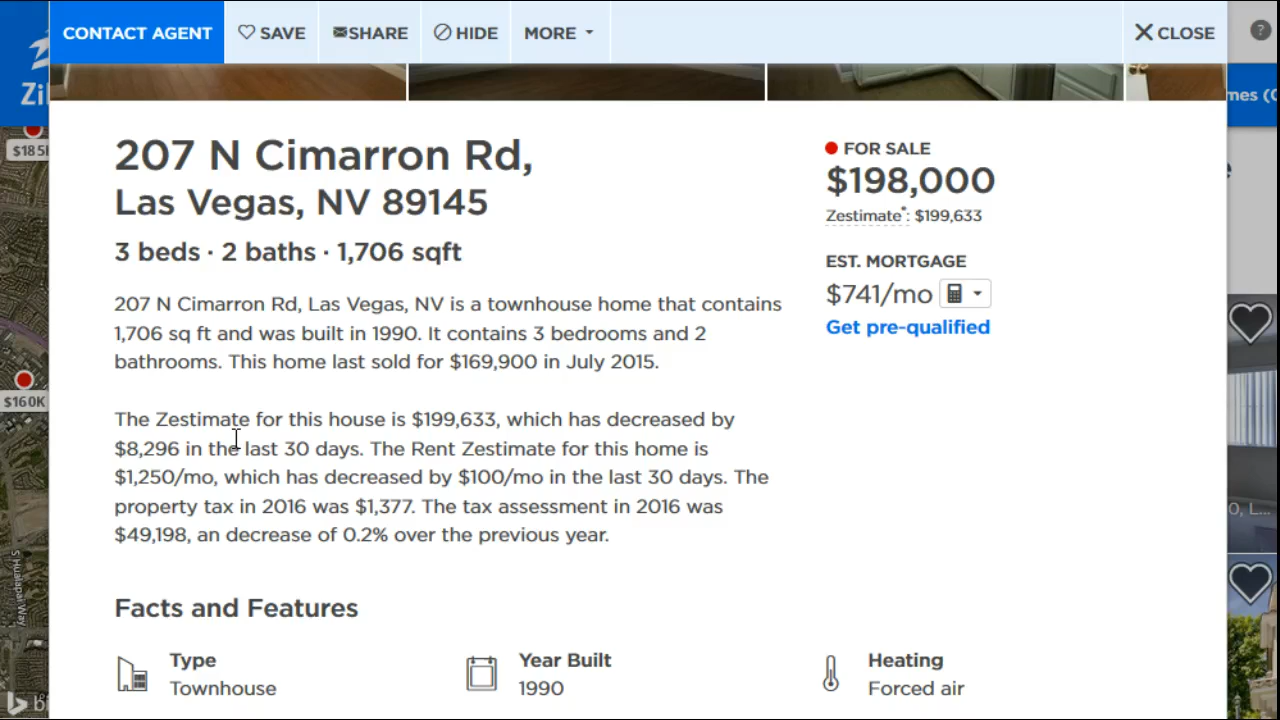 CONTACT AGENT
SAVE
SHARE
HIDE
MORE
CLOSE
?
Zil
mes (
$185
207 N Cimarron Rd,
Las Vegas, NV 89145
3 beds · 2 baths · 1,706 sqft
FOR SALE
$198,000
Zestimate*: $199,633
EST. MORTGAGE
$741/mo
Get pre-qualified
207 N Cimarron Rd, Las Vegas, NV is a townhouse home that contains
1,706 sq ft and was built in 1990. It contains 3 bedrooms and 2
bathrooms. This home last sold for $169,900 in July 2015.
$160K
The Zestimate for this house is $199,633, which has decreased by
$8,296 in the last 30 days. The Rent Zestimate for this home is
$1,250/mo, which has decreased by $100/mo in the last 30 days. The
property tax in 2016 was $1,377. The tax assessment in 2016 was
$49,198, an decrease of 0.2% over the previous year.
0, L...
S Hualapai Way
Facts and Features
Type
Townhouse
Year Built
1990
Heating
Forced air
bi